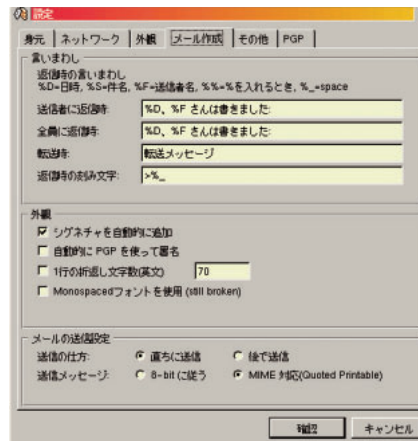 設定
身元 ネットワーク 外観 メール作成 その他 PGP
言いまわし
返信時の言いまわし
%D=日時, %S=件名, %F=送信者名, %%=%を入れるとき, %_=space
送信者に返信時: %D、%F さんは書きました:
全員に返信時: %D、%F さんは書きました:
転送時: 転送メッセージ
返信時の刻み文字: >%_
外観
シグネチャを自動的に追加
自動的に PGP を使って署名
1行の折返し文字数(英文) 70
Monospacedフォントを使用 (still broken)
メールの送信設定
送信の仕方: 直ちに送信 後で送信
送信メッセージ: 8-bit に従う MIME 対応(Quoted Printable)
確認 キャンセル